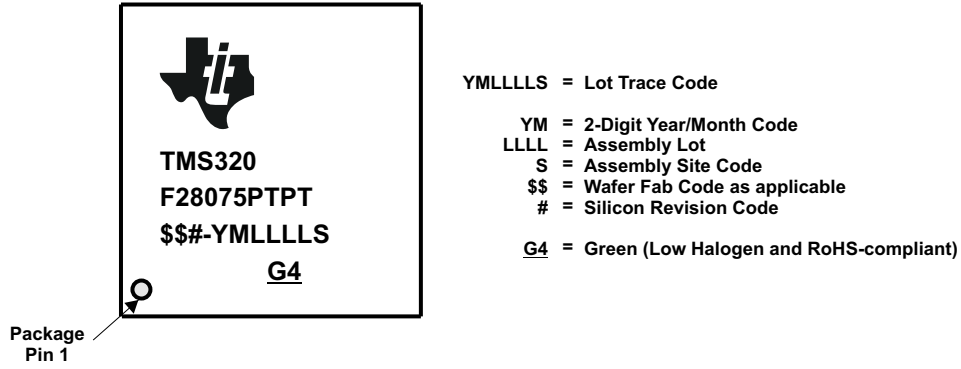 TMS320
F28075PTPT
$$#-YMLLLLS
G4
Package
Pin 1
YMLLLLS = Lot Trace Code
YM = 2-Digit Year/Month Code
LLLL = Assembly Lot
S = Assembly Site Code
$$ = Wafer Fab Code as applicable
# = Silicon Revision Code
G4 = Green (Low Halogen and RoHS-compliant)